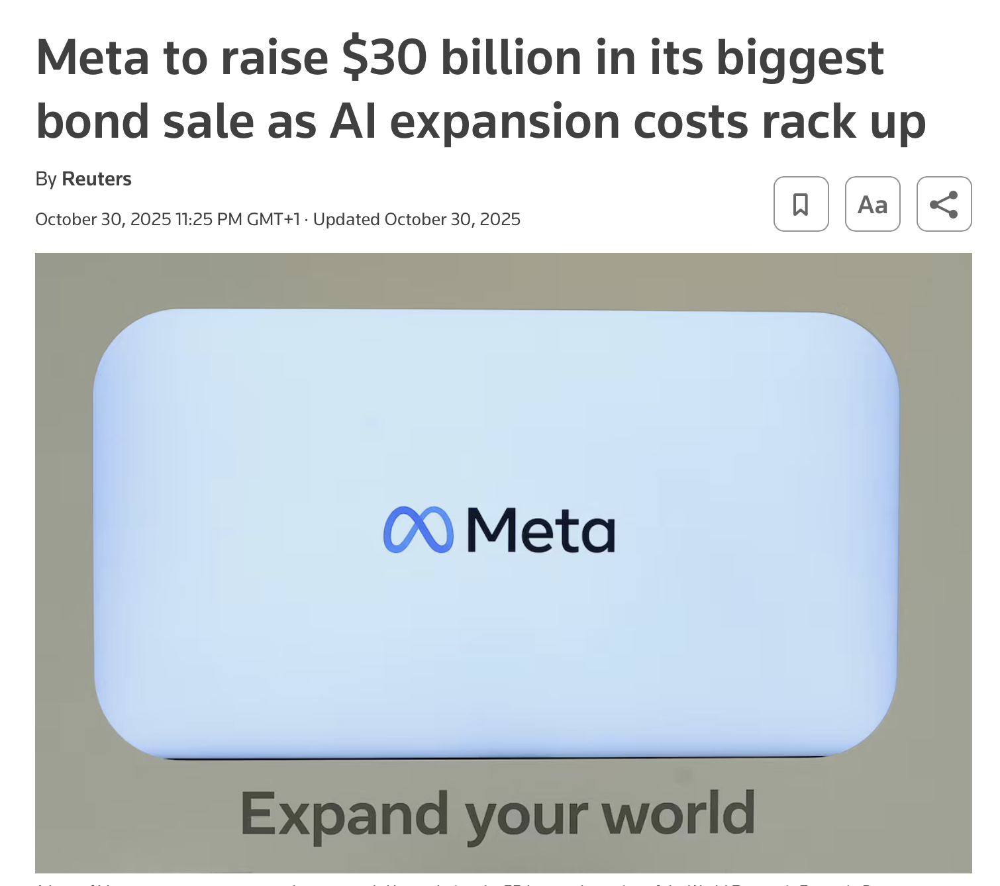 Meta to raise $30 billion in its biggest
bond sale as AI expansion costs rack up
By Reuters
October 30, 2025 11:25 PM GMT+1 · Updated October 30, 2025
Aa
Meta
Expand your world